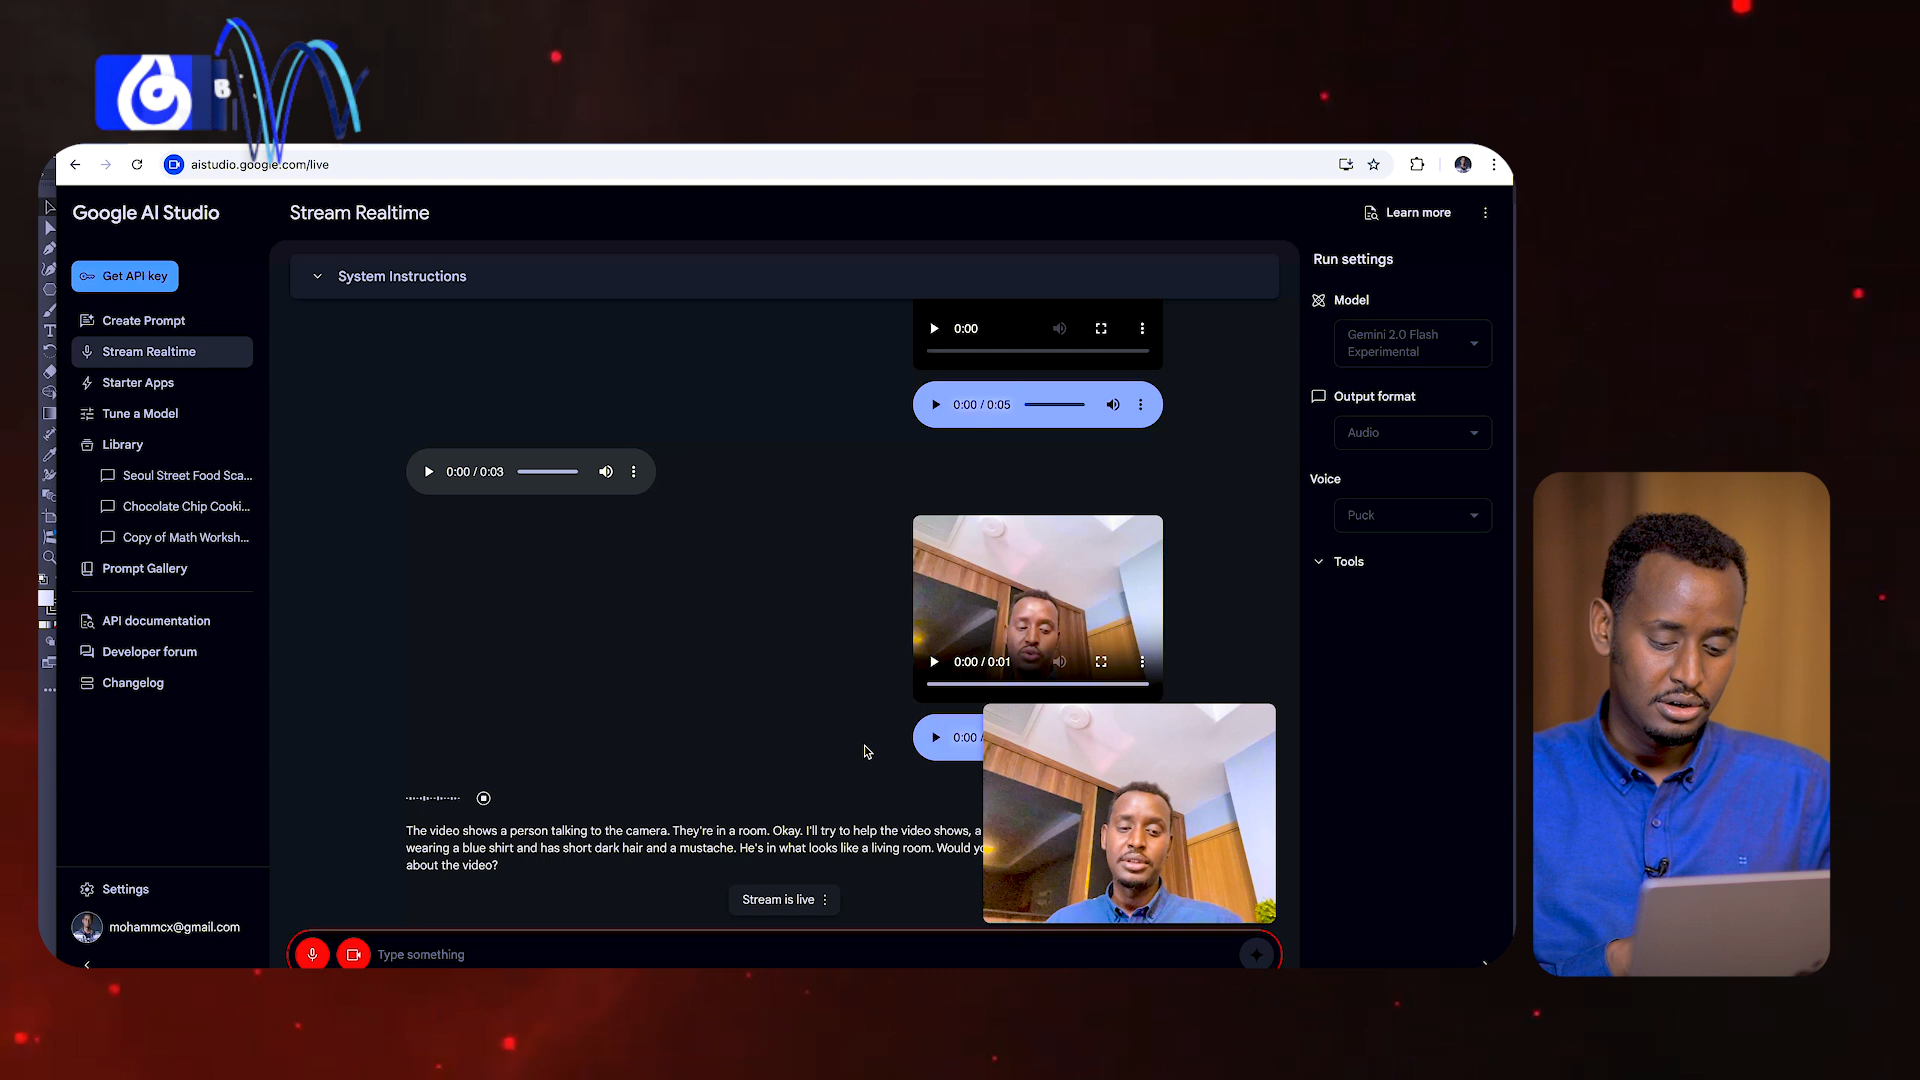 B
aistudio.google.com/live
Google AI Studio
Stream Realtime
Learn more
Get API key
Create Prompt
Stream Realtime
Starter Apps
Tune a Model
Library
Seoul Street Food Sca...
Chocolate Chip Cooki...
Copy of Math Worksh...
Prompt Gallery
API documentation
Developer forum
Changelog
Settings
mohammcx@gmail.com
System Instructions
0:00
0:00 / 0:05
0:00 / 0:03
0:00 / 0:01
0:00 /
The video shows a person talking to the camera. They're in a room. Okay. I'll try to help the video shows, a
wearing a blue shirt and has short dark hair and a mustache. He's in what looks like a living room. Would
about the video?
Stream is live
Type something
Run settings
Model
Gemini 2.0 Flash
Experimental
Output format
Audio
Voice
Puck
Tools